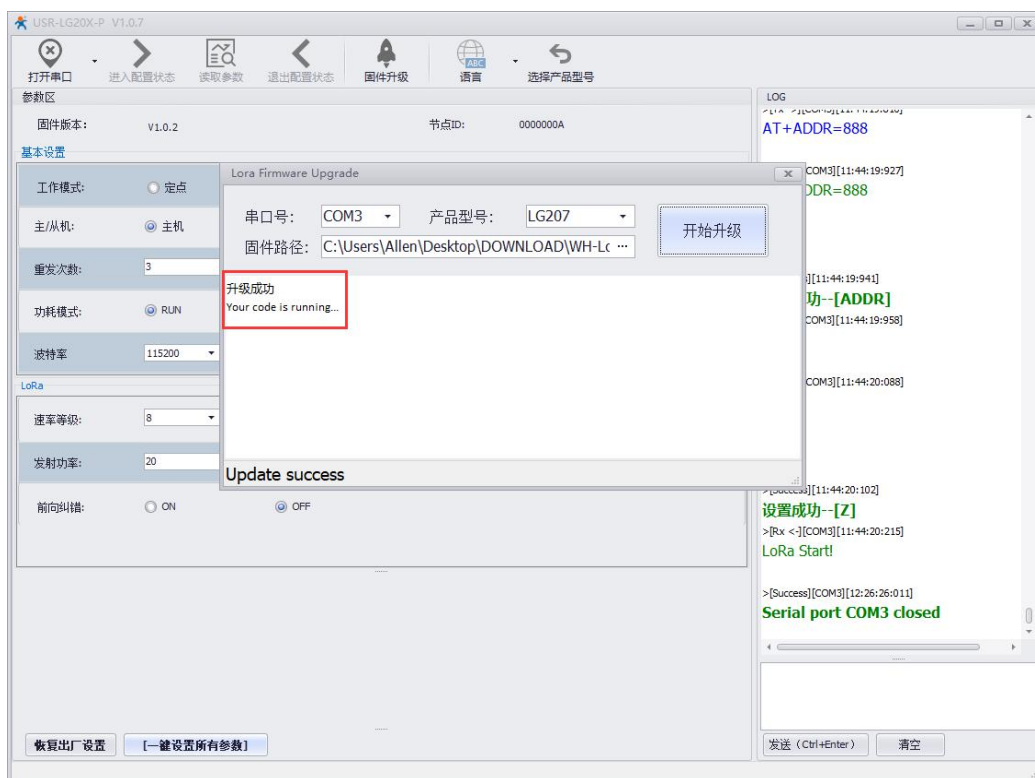 USR-LG20X-P V1.0.7
打开串口 进入配置状态 读取参数 退出配置状态 固件升级 语言 选择产品型号
参数区
固件版本: V1.0.2 节点ID: 0000000A
基本设置
工作模式: 定点
主/从机: 主机
重发次数: 3
功耗模式: RUN
波特率 115200
LoRa
速率等级: 8
发射功率: 20
前向纠错: ON OFF
恢复出厂设置 [一键设置所有参数]
Lora Firmware Upgrade
串口号: COM3 产品型号: LG207 开始升级
固件路径: C:\Users\Allen\Desktop\DOWNLOAD\WH-Lc ...
升级成功
Your code is running...
Update success
LOG
AT+ADDR=888
COM3][11:44:19:927]
DDR=888
][11:44:19:941]
功--[ADDR]
COM3][11:44:19:958]
COM3][11:44:20:088]
>[Success][11:44:20:102]
设置成功--[Z]
>[Rx <-][COM3][11:44:20:215]
LoRa Start!
>[Success][COM3][12:26:26:011]
Serial port COM3 closed
发送 (Ctrl+Enter) 清空